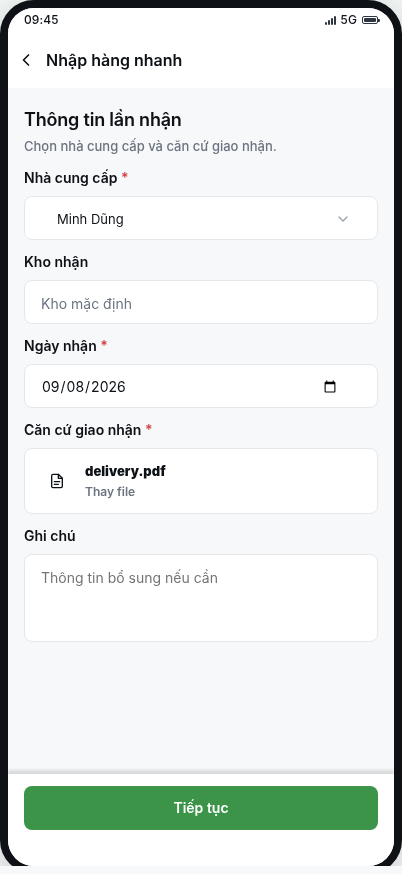 09:45
5G
Nhập hàng nhanh
Thông tin lần nhận
Chọn nhà cung cấp và căn cứ giao nhận.
Nhà cung cấp *
Minh Dũng
Kho nhận
Kho mặc định
Ngày nhận *
09/08/2026
Căn cứ giao nhận *
delivery.pdf
Thay file
Ghi chú
Thông tin bổ sung nếu cần
Tiếp tục